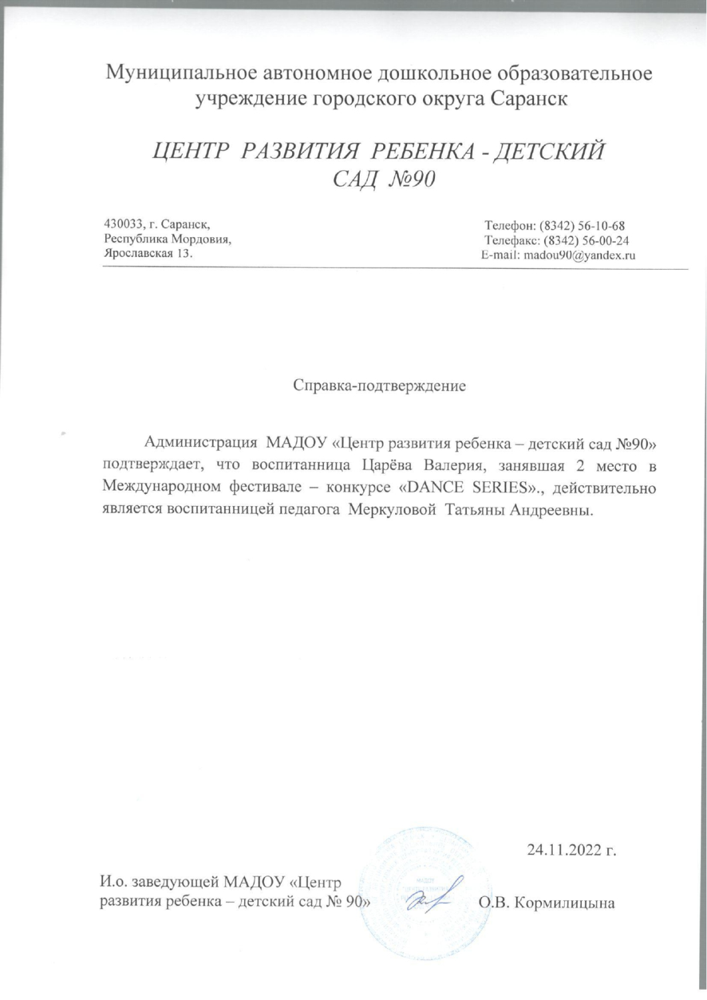 Муниципальное автономное дошкольное образовательное
учреждение городского округа Саранск
ЦЕНТР РАЗВИТИЯ РЕБЕНКА - ДЕТСКИЙ
САД №90
430033, г. Саранск,
Республика Мордовия,
Ярославская 13.
Телефон: (8342) 56-10-68
Телефакс: (8342) 56-00-24
E-mail: madou90@yandex.ru
Справка-подтверждение
Администрация МАДОУ «Центр развития ребенка – детский сад №90»
подтверждает, что воспитанница Царёва Валерия, занявшая 2 место в
Международном фестивале – конкурсе «DANCE SERIES»., действительно
является воспитанницей педагога Меркуловой Татьяны Андреевны.
24.11.2022 г.
И.о. заведующей МАДОУ «Центр
развития ребенка – детский сад № 90»
О.В. Кормилицына